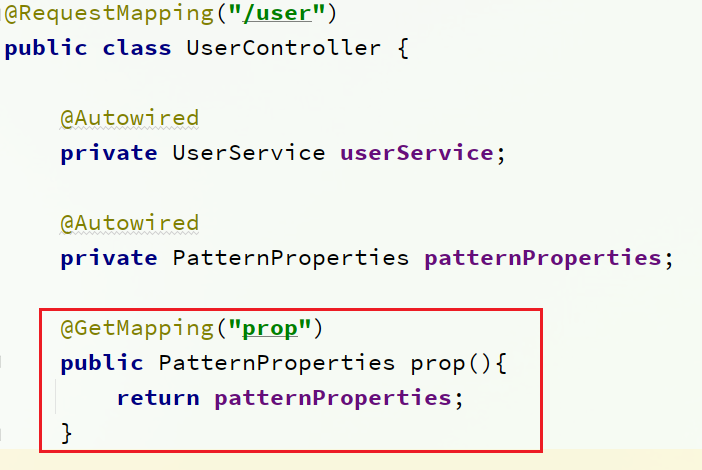 @RequestMapping("/user")
public class UserController {
@Autowired
private UserService userService;
@Autowired
private PatternProperties patternProperties;
@GetMapping("prop")
public PatternProperties prop(){
return patternProperties;
}